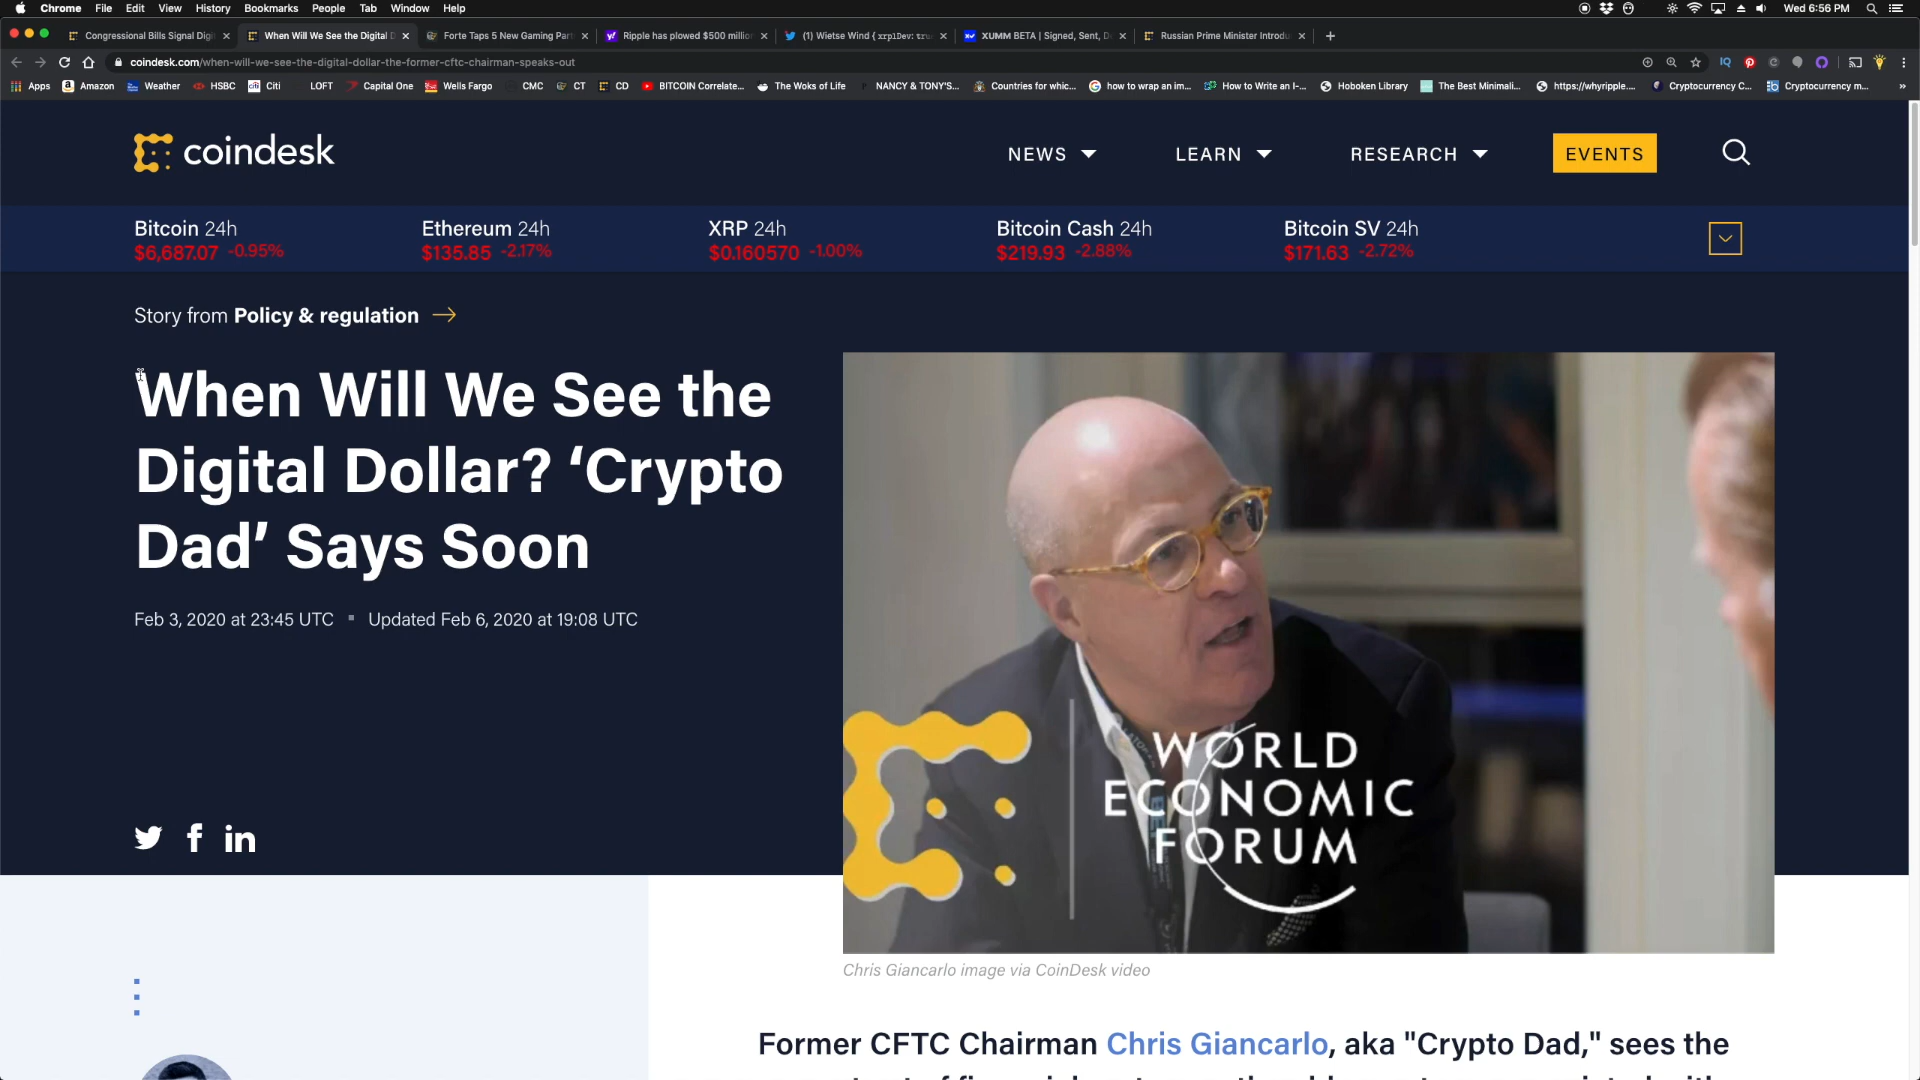 Chrome File Edit View History Bookmarks People Tab Window Help
Wed 6:56 PM
Congressional Bills Signal Digit
When Will We See the Digital D
Forte Taps 5 New Gaming Part
Ripple has plowed $500 million
(1) Wietse Wind { xrplDev: tru
XUMM BETA | Signed, Sent, D
Russian Prime Minister Introdu
coindesk.com/when-will-we-see-the-digital-dollar-the-former-cftc-chairman-speaks-out
Apps Amazon Weather HSBC Citi LOFT Capital One Wells Fargo CMC CT CD BITCOIN Correlate... The Woks of Life NANCY & TONY'S... Countries for whic... how to wrap an im... How to Write an I-... Hoboken Library The Best Minimali... https://whyripple.... Cryptocurrency C... Cryptocurrency m... »
coindesk
NEWS LEARN RESEARCH EVENTS
Bitcoin 24h Ethereum 24h XRP 24h Bitcoin Cash 24h Bitcoin SV 24h
$6,687.07 -0.95% $135.85 -2.17% $0.160570 -1.00% $219.93 -2.88% $171.63 -2.72%
Story from Policy & regulation
When Will We See the
Digital Dollar? ‘Crypto
Dad’ Says Soon
Feb 3, 2020 at 23:45 UTC ▪ Updated Feb 6, 2020 at 19:08 UTC
WORLD
ECONOMIC
FORUM
Chris Giancarlo image via CoinDesk video
Former CFTC Chairman Chris Giancarlo, aka "Crypto Dad," sees the